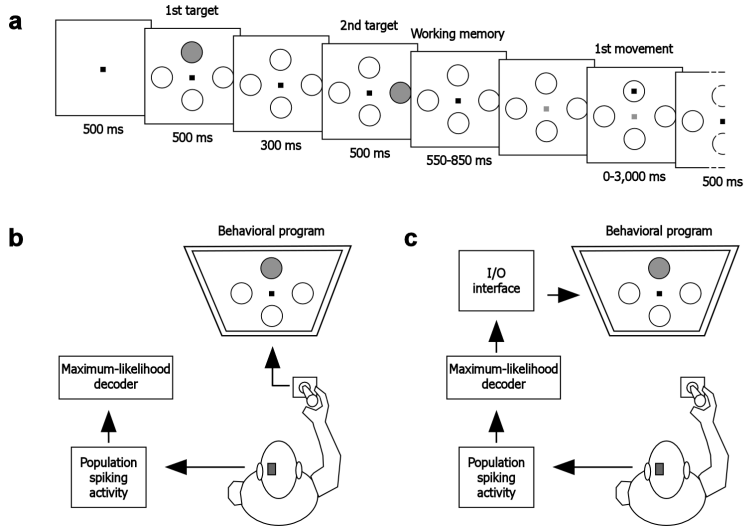 a
1st target
2nd target
Working memory
1st movement
500 ms
500 ms
300 ms
500 ms
550-850 ms
0-3,000 ms
500 ms
b
Behavioral program
Maximum-likelihood
decoder
Population
spiking
activity
c
Behavioral program
I/O
interface
Maximum-likelihood
decoder
Population
spiking
activity